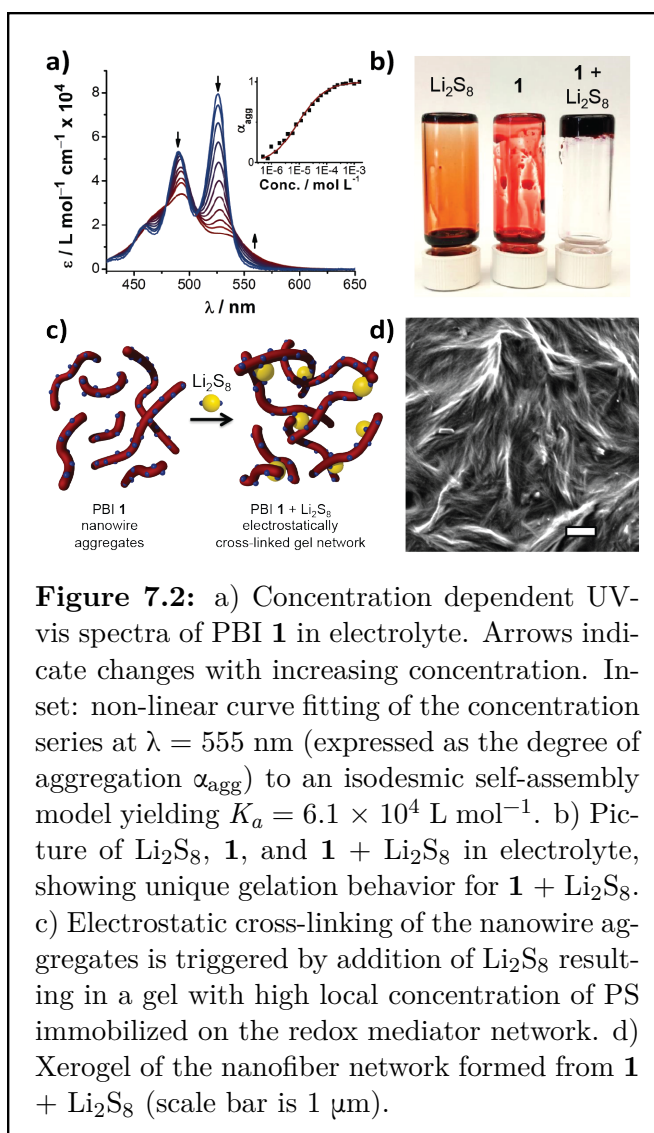 a)
ε / L mol⁻¹ cm⁻¹ x 10⁴
8
6
4
2
0
450 500 550 600 650
λ / nm
α_agg
1
0
1E-6 1E-5 1E-4 1E-3
Conc. / mol L⁻¹
b)
Li₂S₈
1
1 +
Li₂S₈
c)
Li₂S₈
PBI 1
nanowire
aggregates
PBI 1 + Li₂S₈
electrostatically
cross-linked gel network
d)
Figure 7.2: a) Concentration dependent UV-
vis spectra of PBI 1 in electrolyte. Arrows indi-
cate changes with increasing concentration. In-
set: non-linear curve fitting of the concentration
series at λ = 555 nm (expressed as the degree of
aggregation α_agg) to an isodesmic self-assembly
model yielding K_a = 6.1 × 10⁴ L mol⁻¹. b) Pic-
ture of Li₂S₈, 1, and 1 + Li₂S₈ in electrolyte,
showing unique gelation behavior for 1 + Li₂S₈.
c) Electrostatic cross-linking of the nanowire ag-
gregates is triggered by addition of Li₂S₈ result-
ing in a gel with high local concentration of PS
immobilized on the redox mediator network. d)
Xerogel of the nanofiber network formed from 1
+ Li₂S₈ (scale bar is 1 μm).